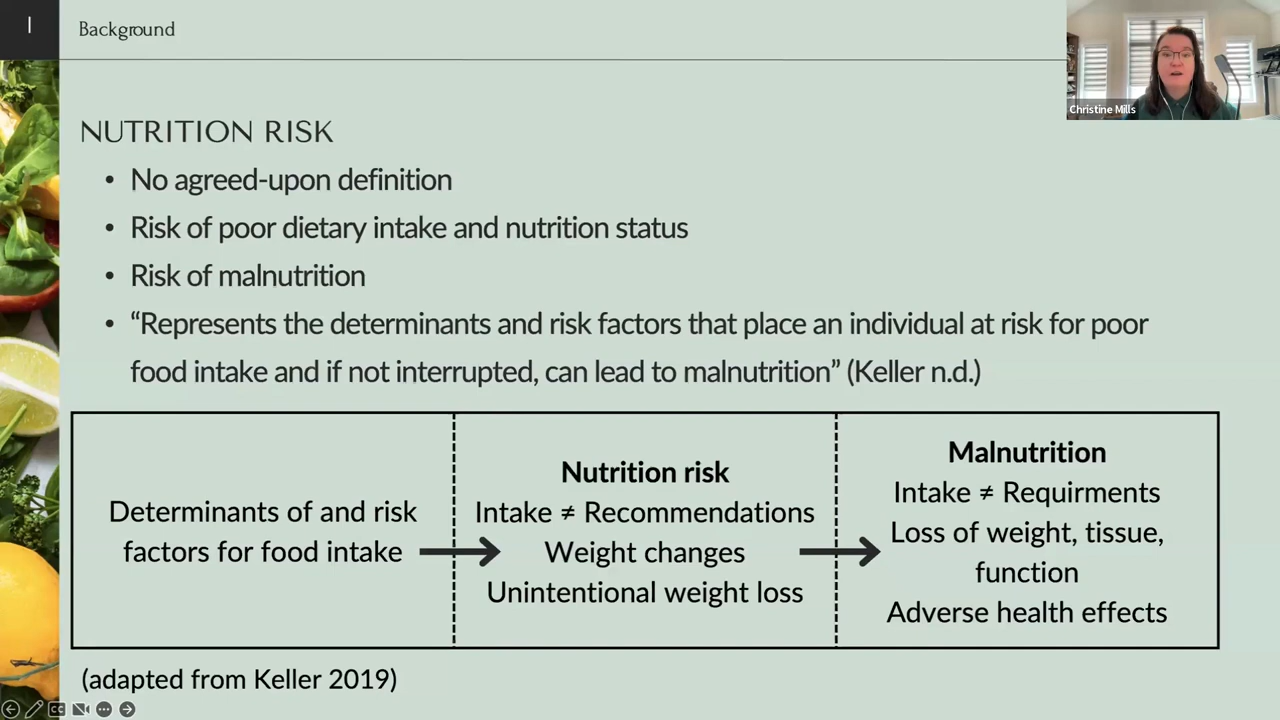 I
Background
Christine Mills
NUTRITION RISK
• No agreed-upon definition
• Risk of poor dietary intake and nutrition status
• Risk of malnutrition
• “Represents the determinants and risk factors that place an individual at risk for poor
food intake and if not interrupted, can lead to malnutrition” (Keller n.d.)
Determinants of and risk
factors for food intake
Nutrition risk
Intake ≠ Recommendations
Weight changes
Unintentional weight loss
Malnutrition
Intake ≠ Requirments
Loss of weight, tissue,
function
Adverse health effects
(adapted from Keller 2019)
CC